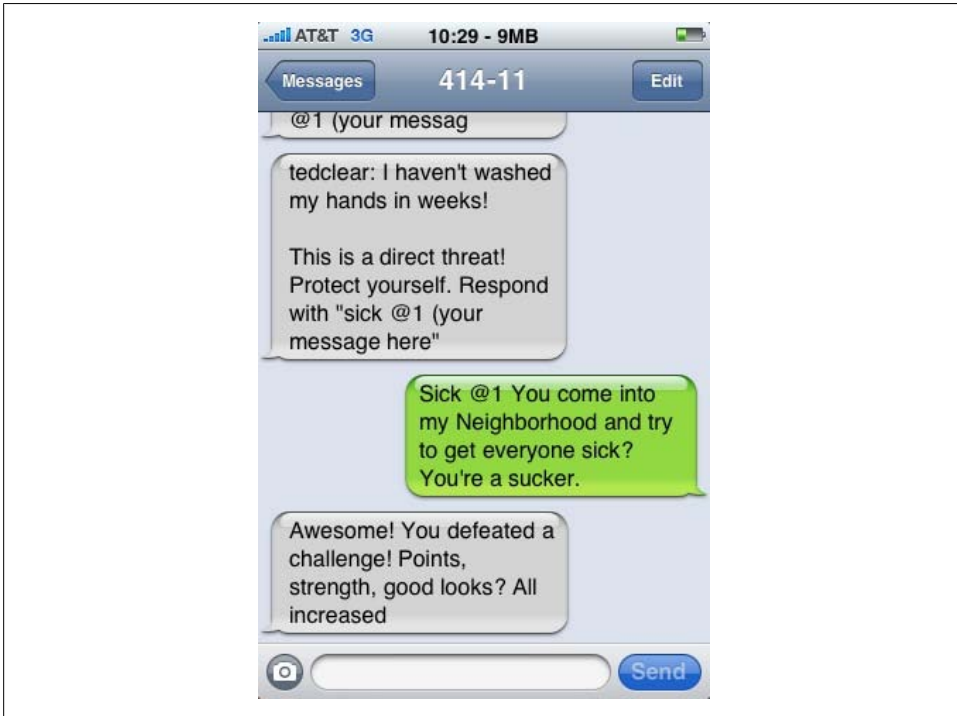 AT&T 3G 10:29 - 9MB
Messages 414-11 Edit
@1 (your messag
tedclear: I haven't washed
my hands in weeks!
This is a direct threat!
Protect yourself. Respond
with "sick @1 (your
message here"
Sick @1 You come into
my Neighborhood and try
to get everyone sick?
You're a sucker.
Awesome! You defeated a
challenge! Points,
strength, good looks? All
increased
Send